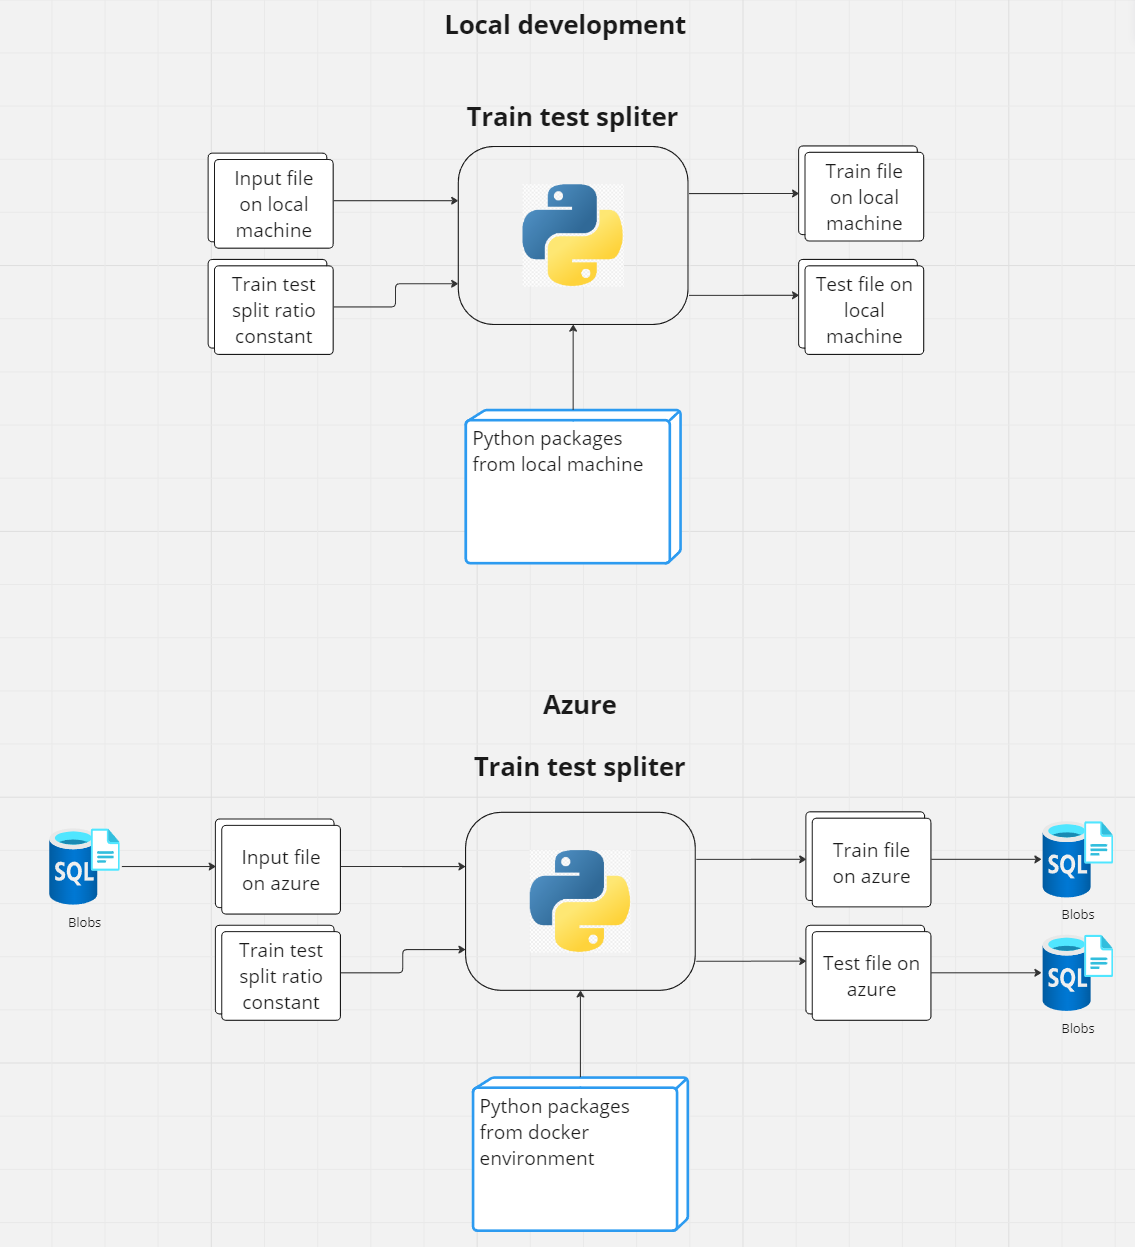 Local development
Train test spliter
Input file
on local
machine
Train test
split ratio
constant
Train file
on local
machine
Test file on
local
machine
Python packages
from local machine
Azure
Train test spliter
SQL
Blobs
Input file
on azure
Train test
split ratio
constant
Train file
on azure
Test file on
azure
SQL
Blobs
SQL
Blobs
Python packages
from docker
environment